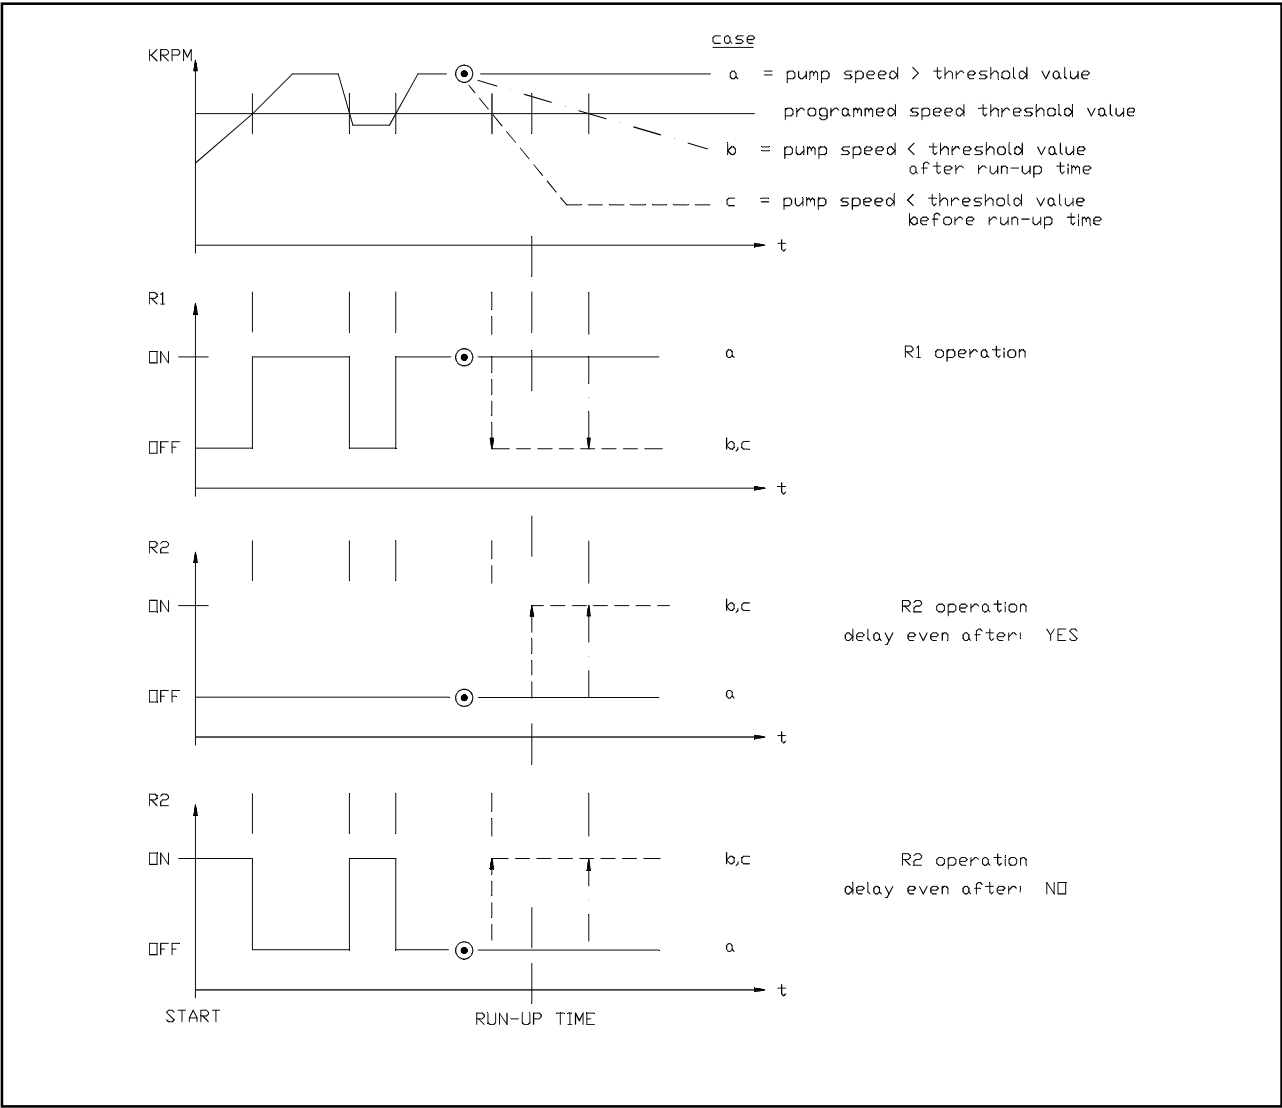 case
KRPM
a = pump speed > threshold value
programmed speed threshold value
b = pump speed < threshold value
after run-up time
c = pump speed < threshold value
before run-up time
t
R1
ON
a
R1 operation
OFF
b,c
t
R2
ON
b,c
R2 operation
delay even after: YES
OFF
a
t
R2
ON
b,c
R2 operation
delay even after: NO
OFF
a
t
START
RUN-UP TIME